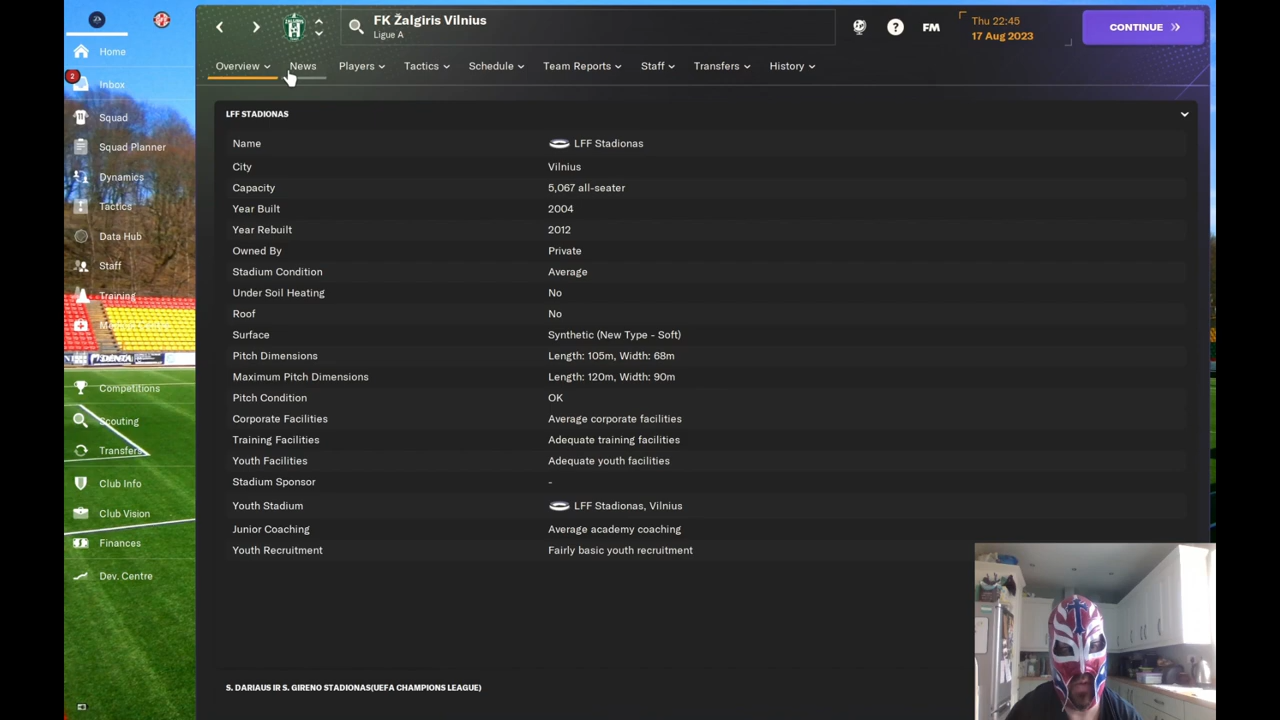 FK Žalgiris Vilnius
Ligue A
FM
Thu 22:45
17 Aug 2023
CONTINUE
Overview
News
Players
Tactics
Schedule
Team Reports
Staff
Transfers
History
2
Home
Inbox
Squad
Squad Planner
Dynamics
Tactics
Data Hub
Staff
Training
Competitions
Scouting
Transfers
Club Info
Club Vision
Finances
Dev. Centre
LFF STADIONAS
Name LFF Stadionas
City Vilnius
Capacity 5,067 all-seater
Year Built 2004
Year Rebuilt 2012
Owned By Private
Stadium Condition Average
Under Soil Heating No
Roof No
Surface Synthetic (New Type - Soft)
Pitch Dimensions Length: 105m, Width: 68m
Maximum Pitch Dimensions Length: 120m, Width: 90m
Pitch Condition OK
Corporate Facilities Average corporate facilities
Training Facilities Adequate training facilities
Youth Facilities Adequate youth facilities
Stadium Sponsor -
Youth Stadium LFF Stadionas, Vilnius
Junior Coaching Average academy coaching
Youth Recruitment Fairly basic youth recruitment
S. DARIAUS IR S. GIRENO STADIONAS(UEFA CHAMPIONS LEAGUE)